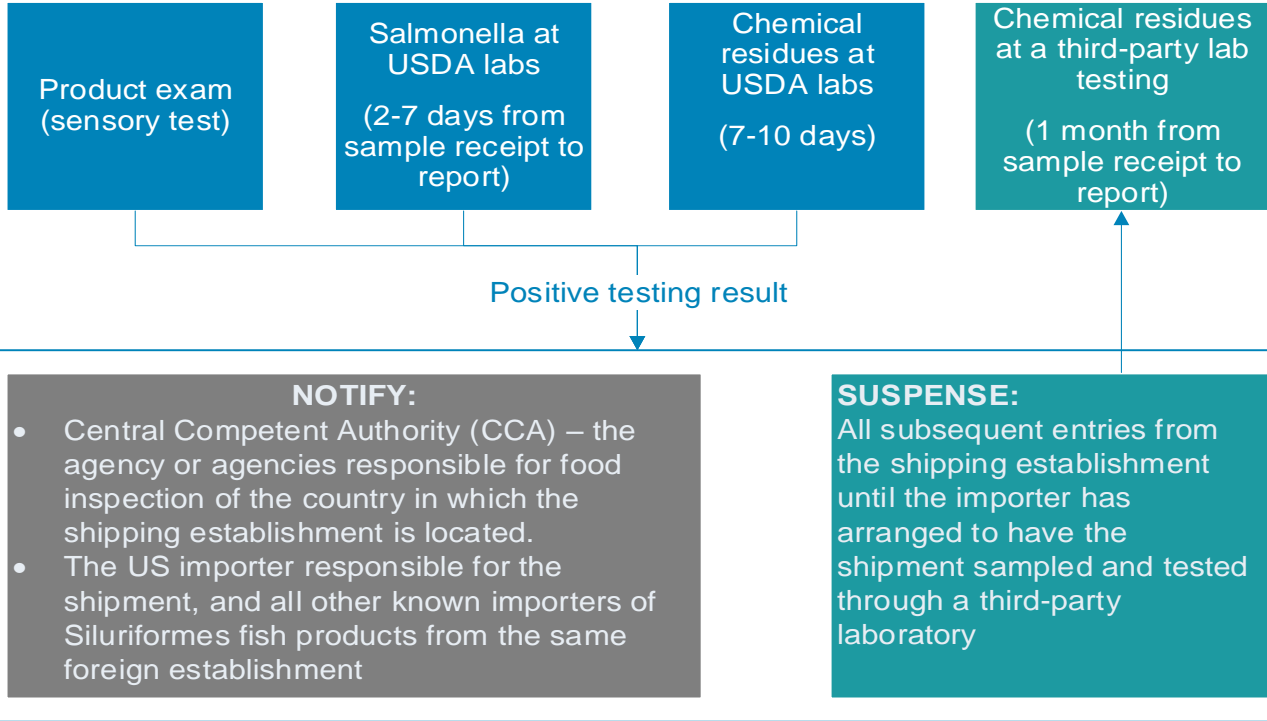 Product exam
(sensory test)
Salmonella at
USDA labs
(2-7 days from
sample receipt to
report)
Chemical
residues at
USDA labs
(7-10 days)
Chemical residues
at a third-party lab
testing
(1 month from
sample receipt to
report)
Positive testing result
NOTIFY:
• Central Competent Authority (CCA) – the
agency or agencies responsible for food
inspection of the country in which the
shipping establishment is located.
• The US importer responsible for the
shipment, and all other known importers of
Siluriformes fish products from the same
foreign establishment
SUSPENSE:
All subsequent entries from
the shipping establishment
until the importer has
arranged to have the
shipment sampled and tested
through a third-party
laboratory